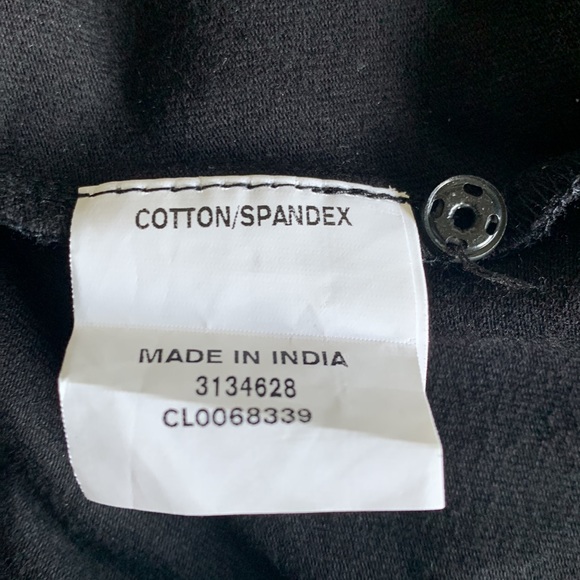 COTTON/SPANDEX
MADE IN INDIA
3134628
CL0068339